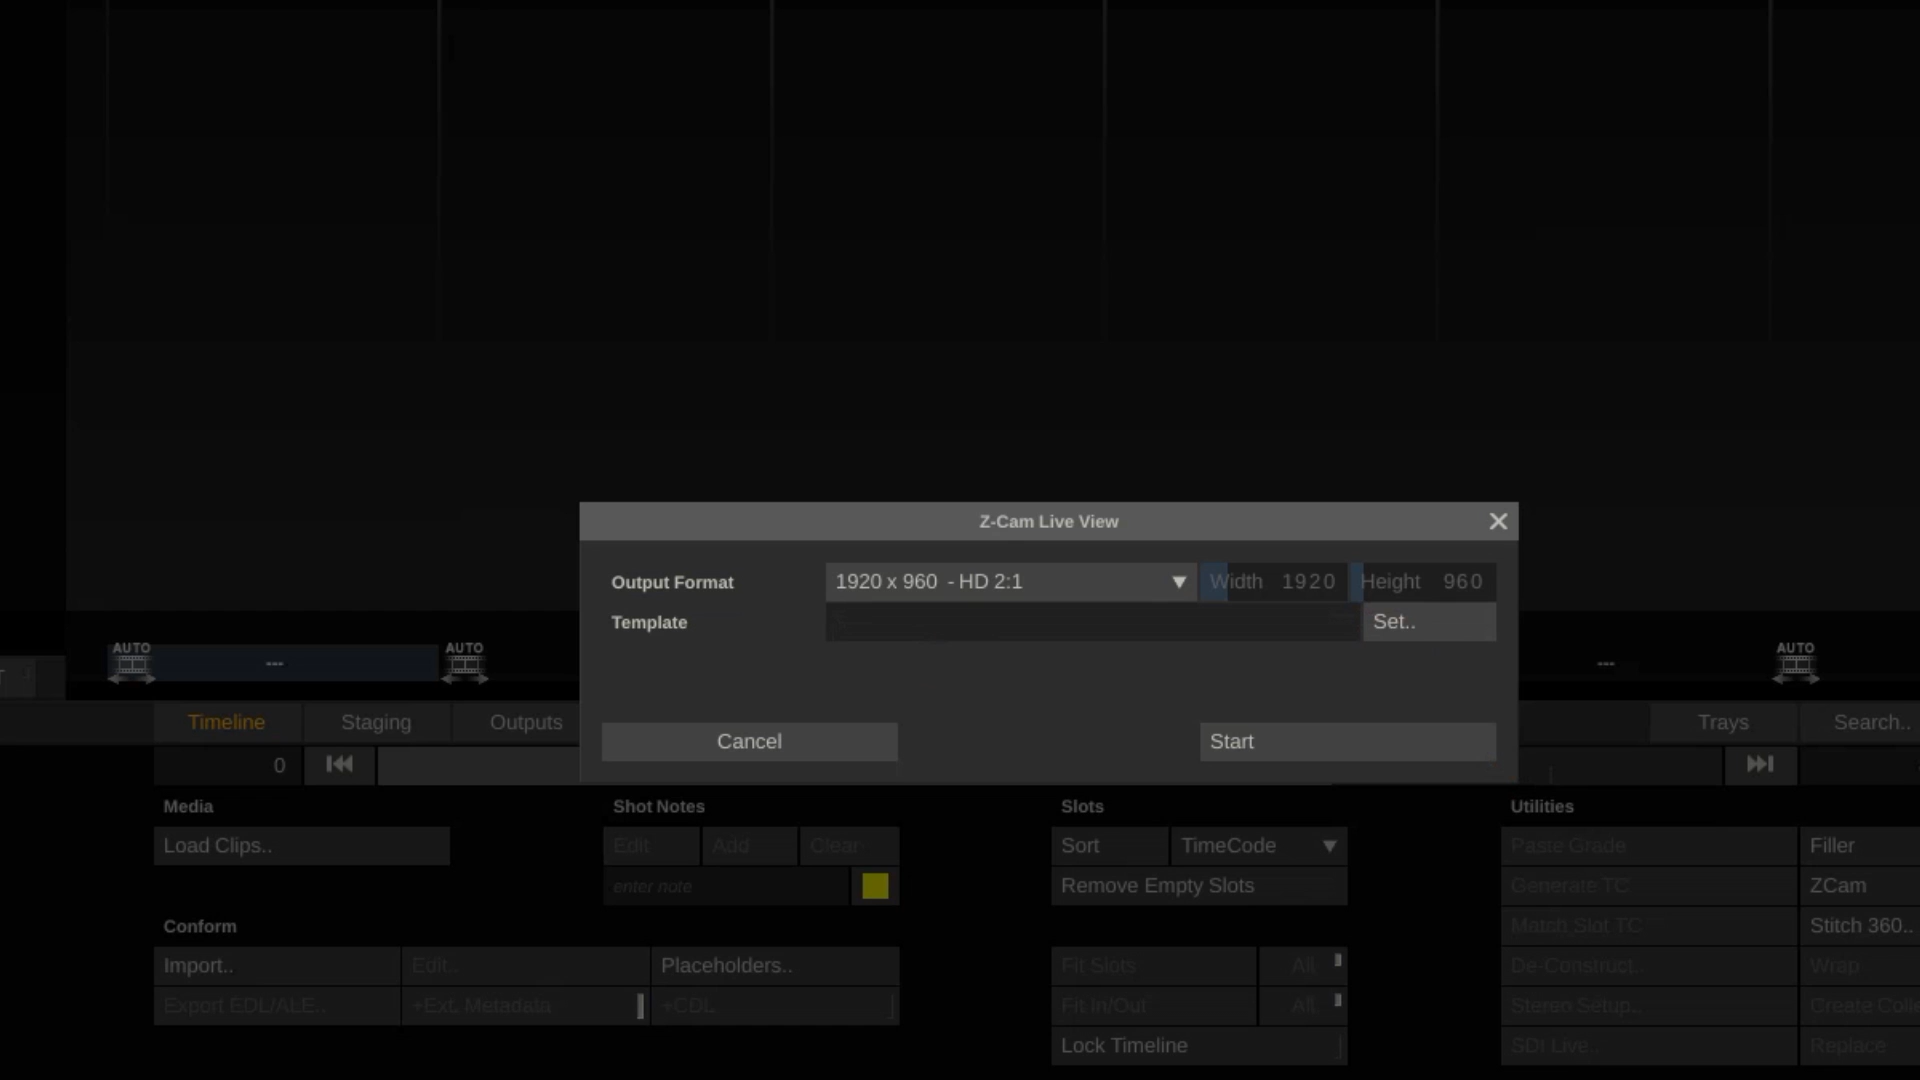 Z-Cam Live View
Output Format
1920 x 960 - HD 2:1
Width 1920
Height 960
Template
Set..
Cancel
Start
AUTO
---
AUTO
---
AUTO
Timeline
Staging
Outputs
Trays
Search..
0
Media
Load Clips..
Conform
Import..
Edit..
Placeholders..
Export EDL/ALE..
+Ext. Metadata
+CDL
Shot Notes
Edit
Add
Clear
enter note
Slots
Sort
TimeCode
Remove Empty Slots
Fit Slots
All
Fit In/Out
All
Lock Timeline
Utilities
Paste Grade
Filler
Generate TC
ZCam
Match Slot TC
Stitch 360..
De-Construct..
Wrap
Stereo Setup..
Create Colle
SDI Live..
Replace